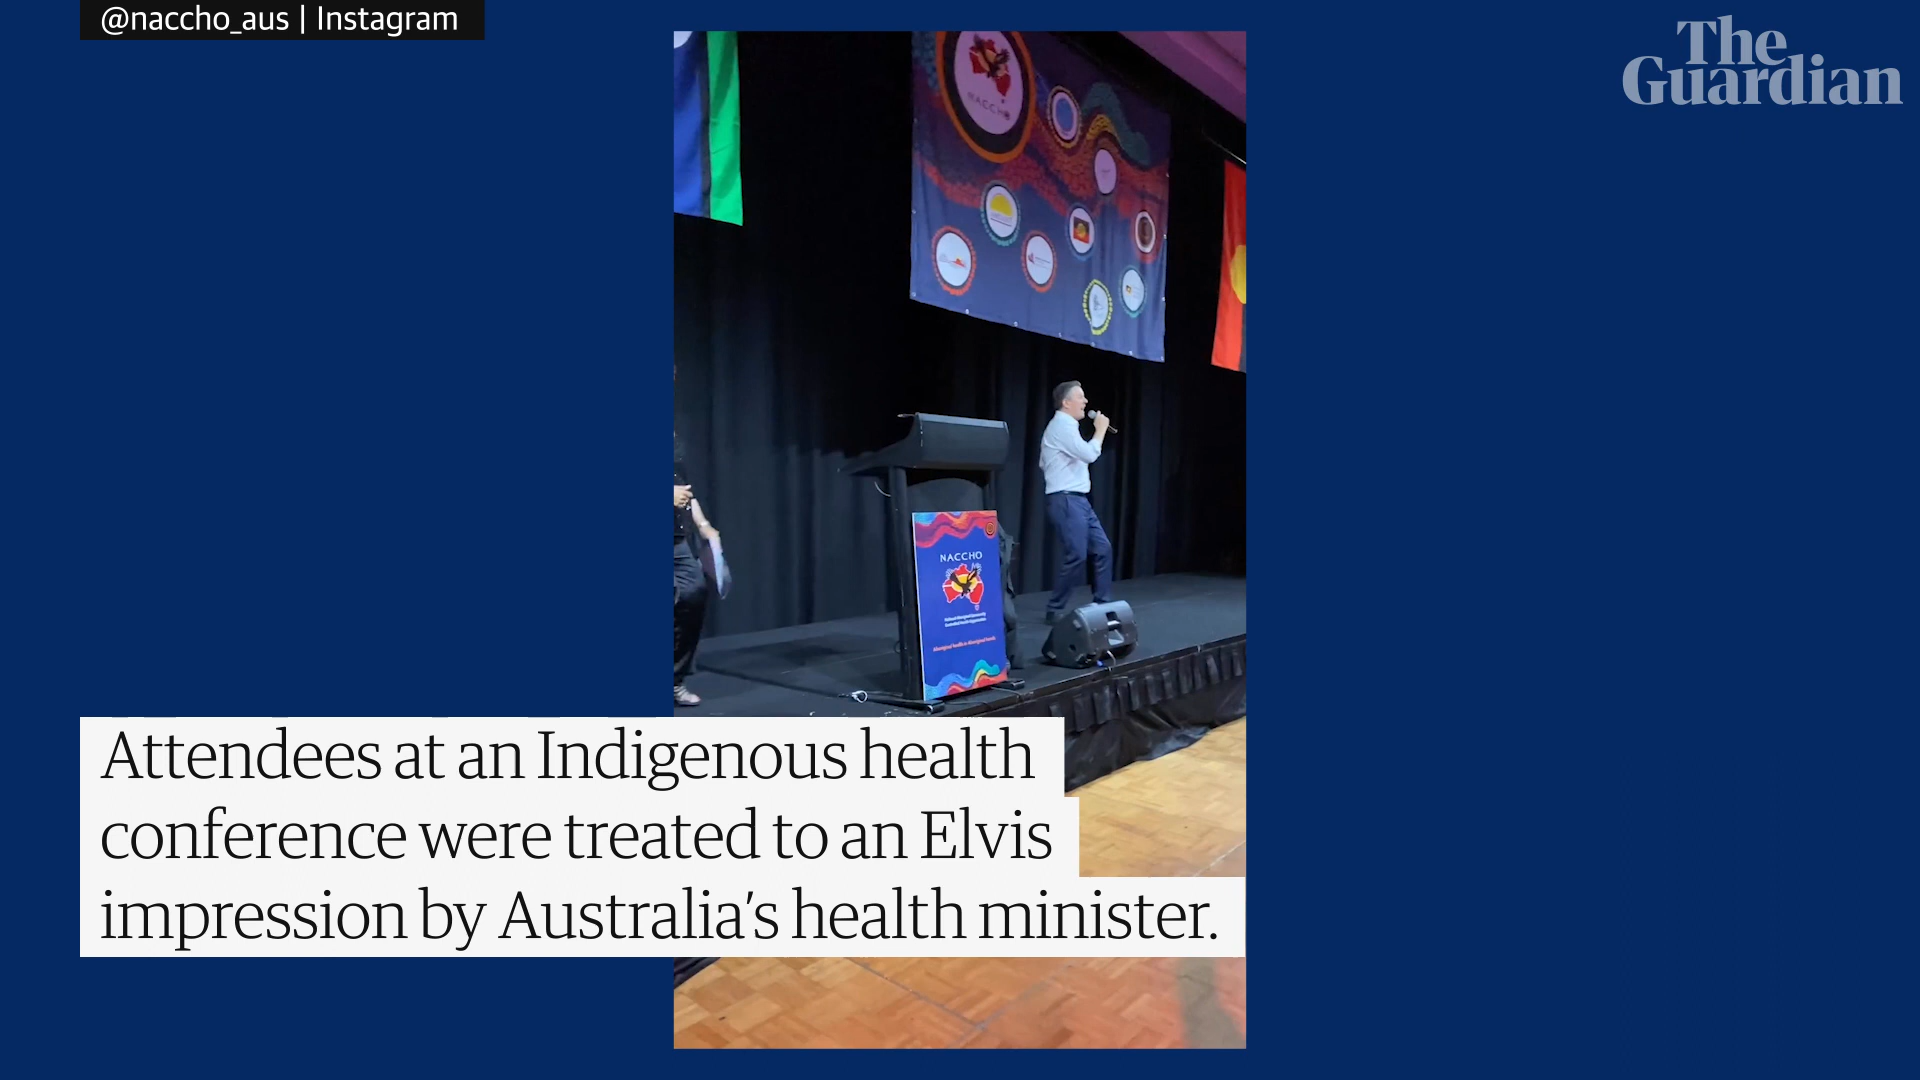 @naccho_aus | Instagram
The
Guardian
NACCHO
NACCHO
Attendees at an Indigenous health
conference were treated to an Elvis
impression by Australia's health minister.